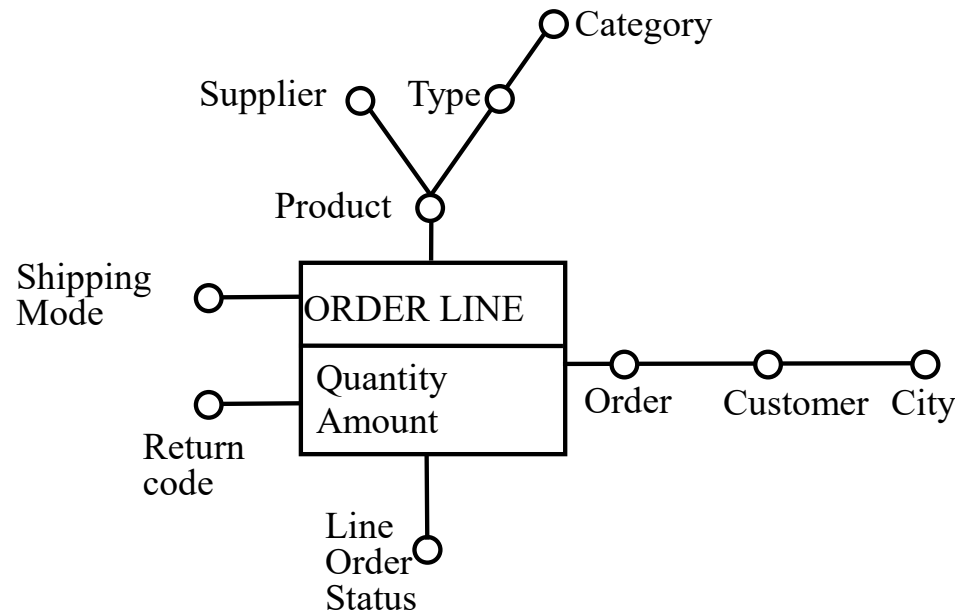 Category
Supplier
Type
Product
Shipping
Mode
ORDER LINE
Quantity
Amount
Order
Customer
City
Return
code
Line
Order
Status